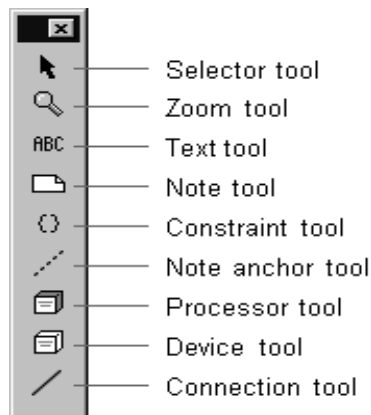 Selector tool
Zoom tool
ABC Text tool
Note tool
{} Constraint tool
Note anchor tool
Processor tool
Device tool
Connection tool